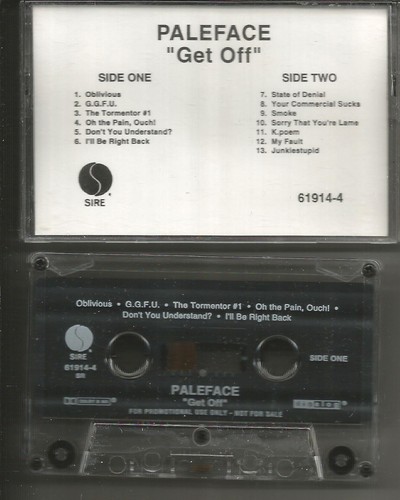 PALEFACE
"Get Off"
SIDE ONE
1. Oblivious
2. G.G.F.U.
3. The Tormentor #1
4. Oh the Pain, Ouch!
5. Don't You Understand?
6. I'll Be Right Back
SIDE TWO
7. State of Denial
8. Your Commercial Sucks
9. Smoke
10. Sorry That You're Lame
11. K.poem
12. My Fault
13. Junkiestupid
SIRE
61914-4
Oblivious • G.G.F.U. • The Tormentor #1 • Oh the Pain, Ouch! •
Don't You Understand? • I'll Be Right Back
SIRE
61914-4
SIDE ONE
PALEFACE
"Get Off"
FOR PROMOTIONAL USE ONLY - NOT FOR SALE